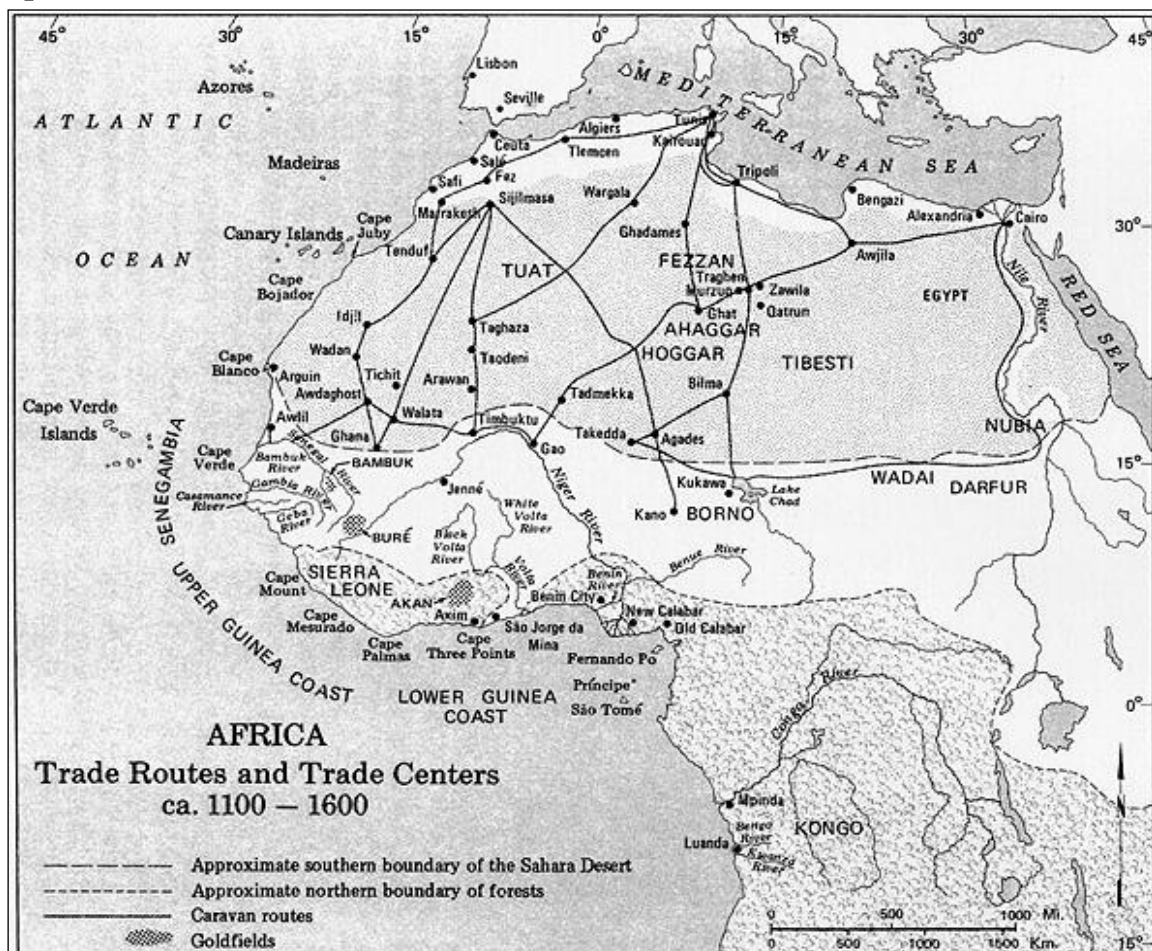 45°
30°
15°
0°
15°
30°
45°
Lisbon
Azores
Seville
MEDITERRANEAN SEA
ATLANTIC
OCEAN
Algiers
Tunis
Ceuta
Tlemcen
Kairouan
Madeiras
Salé
Fez
Tripoli
Safi
Sijilmasa
Wargala
Bengazi
Alexandria
Cairo
Marrakesh
30°
Cape
Juby
Canary Islands
Ghadames
Tenduf
Awjila
Cape
Bojador
TUAT
FEZZAN
Traghen
Murzuq
Zawila
Qatrun
EGYPT
Nile
River
RED SEA
Idjil
Taghaza
Ghat
AHAGGAR
HOGGAR
TIBESTI
Wadan
Taodeni
Cape
Blanco
Arguin
Tichit
Arawan
Bilma
Awdaghost
Tadmekka
Cape Verde
Islands
Awlil
Walata
Timbuktu
Takedda
Agades
NUBIA
Ghana
Gao
Cape
Verde
Senegal
River
Bambuk
River
BAMBUK
15°
WADAI
DARFUR
SENEGAMBIA
Gambia River
Jenné
Niger
River
Kukawa
Lake
Chad
Casamance
River
Geba
River
White
Volta
River
Kano
BORNO
BURÉ
Black
Volta
River
Benue River
SIERRA
LEONE
Volta
River
Benin
River
Cape
Mount
AKAN
Benin City
New Calabar
Old Calabar
Cape
Mesurado
Axim
São Jorge da
Mina
Cape
Palmas
Cape
Three Points
Fernando Po
UPPER GUINEA COAST
LOWER GUINEA
COAST
Príncipe
São Tomé
Congo
River
0°
AFRICA
Trade Routes and Trade Centers
ca. 1100 – 1600
Mpinda
KONGO
Luanda
Bengo
River
Kwanza
River
Approximate southern boundary of the Sahara Desert
Approximate northern boundary of forests
Caravan routes
Goldfields
0 500 1000 Mi.
0 500 1000 1500 Km.
15°